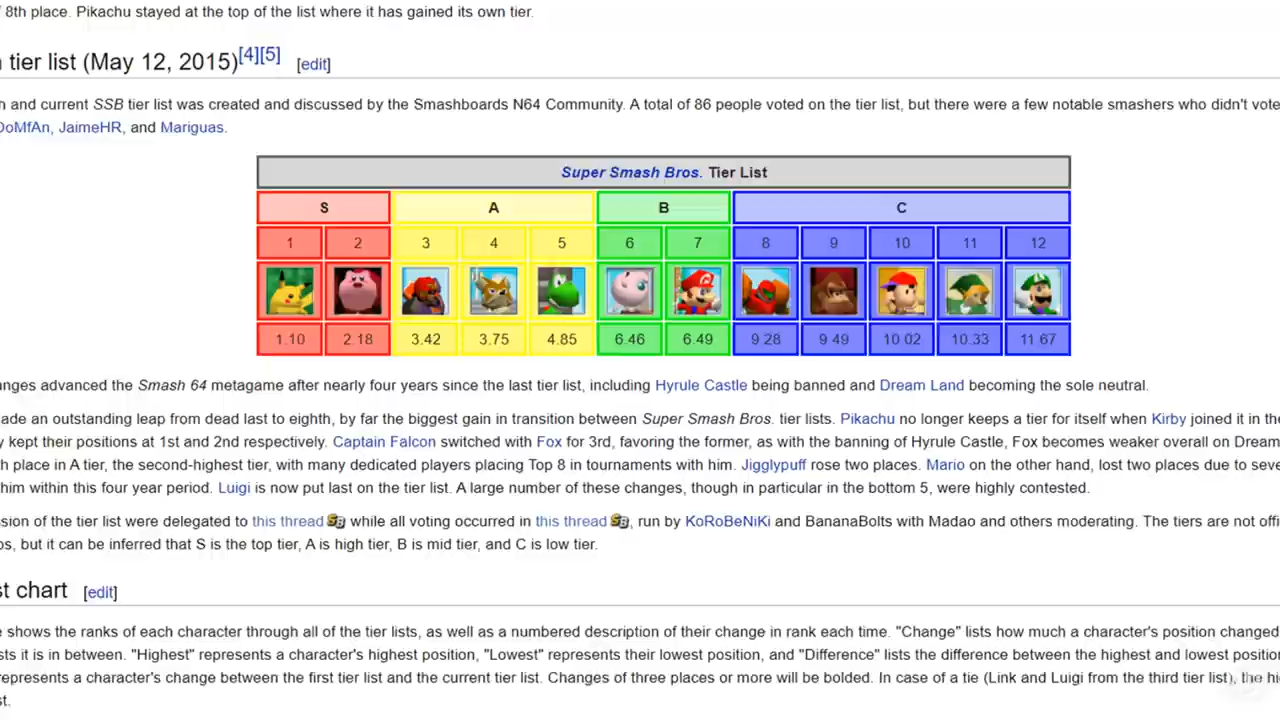 8th place. Pikachu stayed at the top of the list where it has gained its own tier.
tier list (May 12, 2015)[4][5] [edit]
and current SSB tier list was created and discussed by the Smashboards N64 Community. A total of 86 people voted on the tier list, but there were a few notable smashers who didn't vote
DoMfAn, JaimeHR, and Mariguas.
Super Smash Bros. Tier List
S A B C
1 2 3 4 5 6 7 8 9 10 11 12
1.10 2.18 3.42 3.75 4.85 6.46 6.49 9.28 9.49 10.02 10.33 11.67
anges advanced the Smash 64 metagame after nearly four years since the last tier list, including Hyrule Castle being banned and Dream Land becoming the sole neutral.
ade an outstanding leap from dead last to eighth, by far the biggest gain in transition between Super Smash Bros. tier lists. Pikachu no longer keeps a tier for itself when Kirby joined it in the
y kept their positions at 1st and 2nd respectively. Captain Falcon switched with Fox for 3rd, favoring the former, as with the banning of Hyrule Castle, Fox becomes weaker overall on Dream
h place in A tier, the second-highest tier, with many dedicated players placing Top 8 in tournaments with him. Jigglypuff rose two places. Mario on the other hand, lost two places due to seve
him within this four year period. Luigi is now put last on the tier list. A large number of these changes, though in particular in the bottom 5, were highly contested.
sion of the tier list were delegated to this thread while all voting occurred in this thread, run by KoRoBeNiKi and BananaBolts with Madao and others moderating. The tiers are not offi
os, but it can be inferred that S is the top tier, A is high tier, B is mid tier, and C is low tier.
st chart [edit]
shows the ranks of each character through all of the tier lists, as well as a numbered description of their change in rank each time. "Change" lists how much a character's position changed
sts it is in between. "Highest" represents a character's highest position, "Lowest" represents their lowest position, and "Difference" lists the difference between the highest and lowest position
epresents a character's change between the first tier list and the current tier list. Changes of three places or more will be bolded. In case of a tie (Link and Luigi from the third tier list), the hi
st.